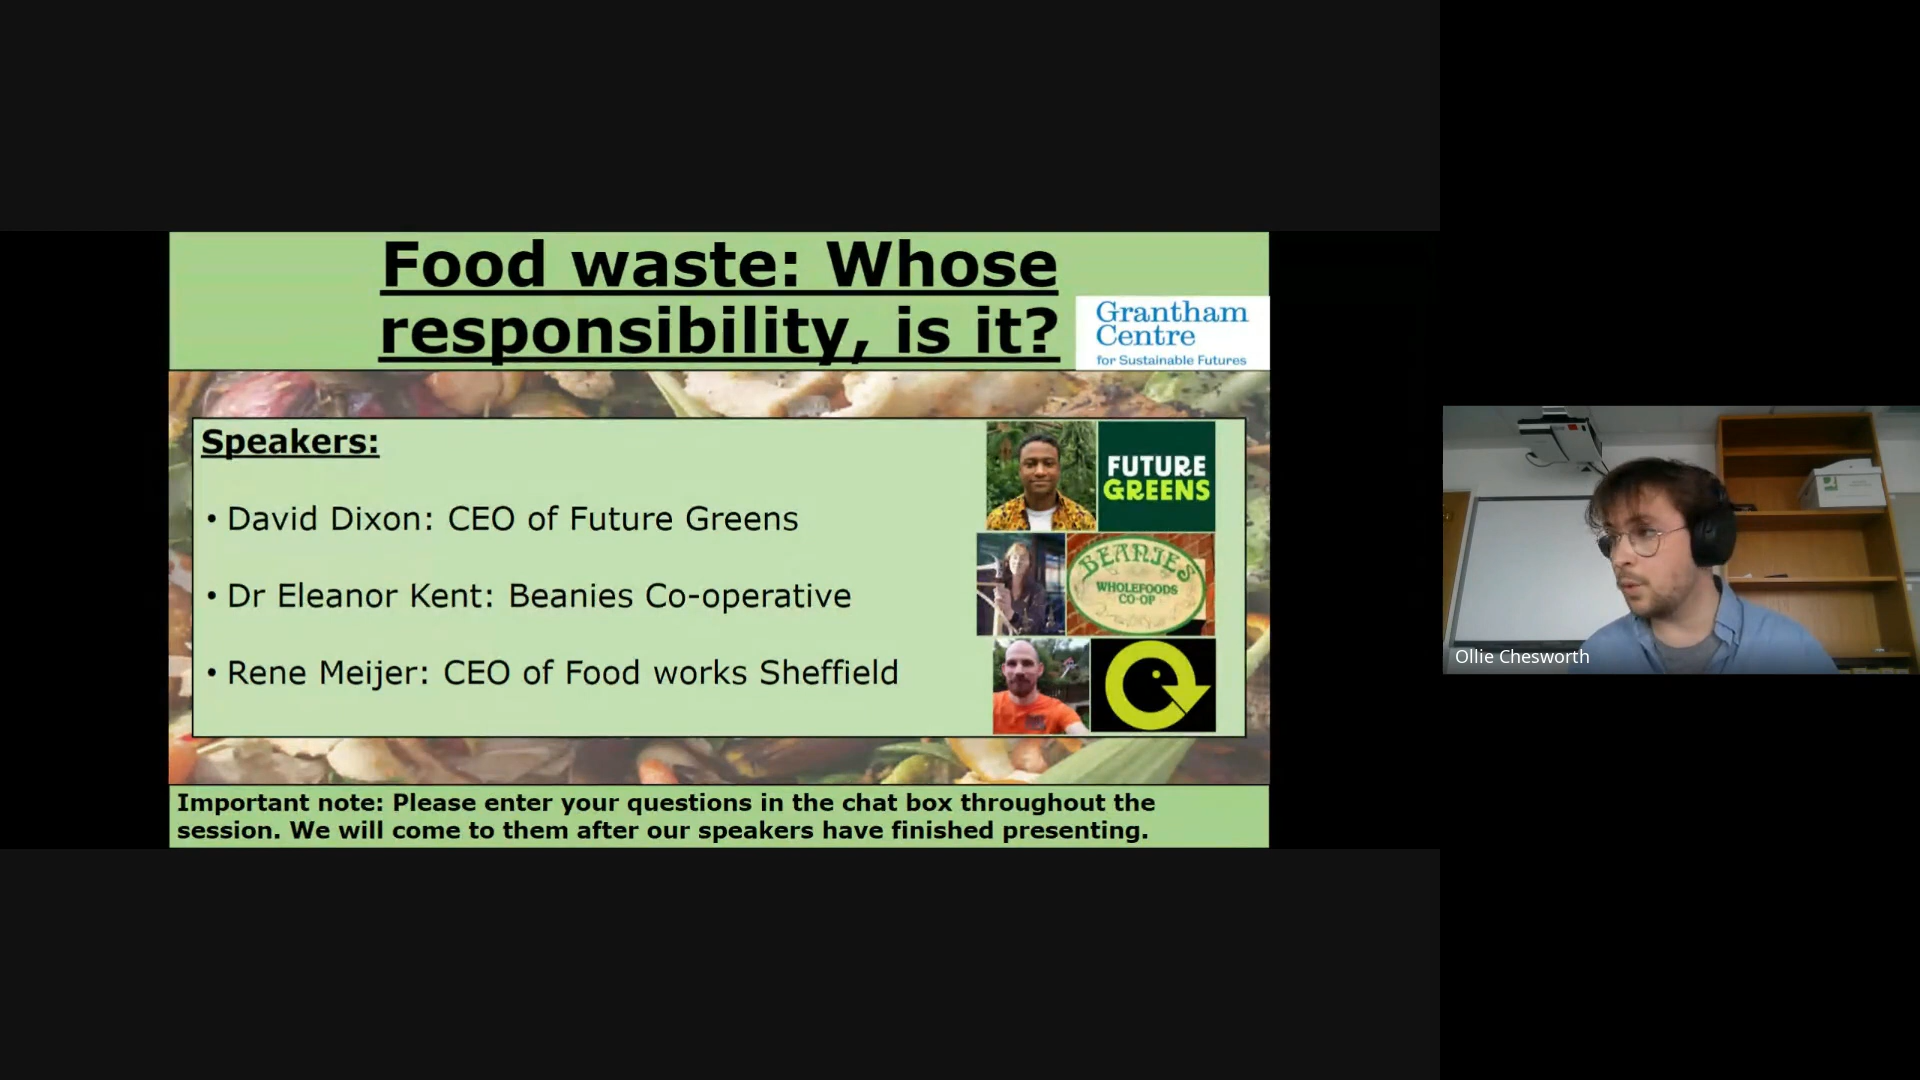 Food waste: Whose
responsibility, is it?
Grantham
Centre
for Sustainable Futures
Speakers:
• David Dixon: CEO of Future Greens
• Dr Eleanor Kent: Beanies Co-operative
• Rene Meijer: CEO of Food works Sheffield
FUTURE
GREENS
BEANIES
WHOLEFOODS
CO-OP
Important note: Please enter your questions in the chat box throughout the
session. We will come to them after our speakers have finished presenting.
Ollie Chesworth